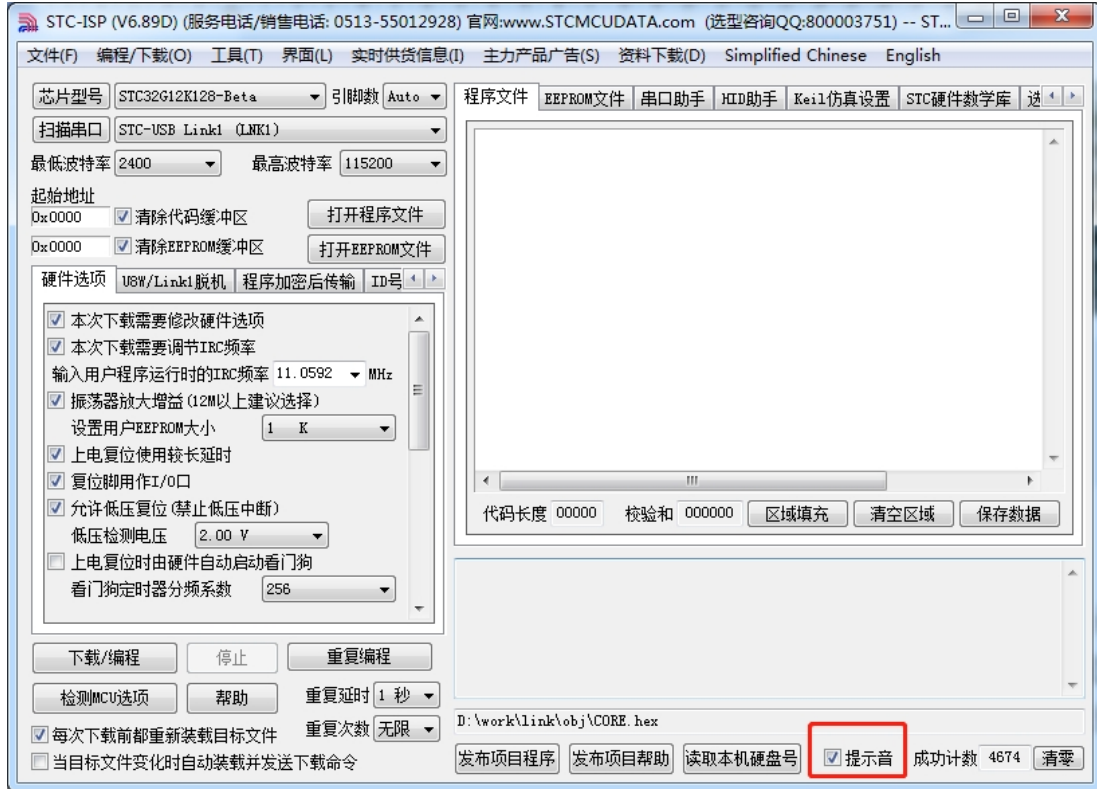 STC-ISP (V6.89D) (服务电话/销售电话: 0513-55012928) 官网:www.STCMCUDATA.com (选型咨询QQ:800003751) -- ST...
文件(F) 编程/下载(O) 工具(T) 界面(L) 实时供货信息(I) 主力产品广告(S) 资料下载(D) Simplified Chinese English
芯片型号 STC32G12K128-Beta 引脚数 Auto
扫描串口 STC-USB Link1 (LNK1)
最低波特率 2400 最高波特率 115200
起始地址
0x0000 清除代码缓冲区 打开程序文件
0x0000 清除EEPROM缓冲区 打开EEPROM文件
硬件选项 U8W/Link1脱机 程序加密后传输 ID号
本次下载需要修改硬件选项
本次下载需要调节IRC频率
输入用户程序运行时的IRC频率 11.0592 MHz
振荡器放大增益(12M以上建议选择)
设置用户EEPROM大小 1 K
上电复位使用较长延时
复位脚用作I/O口
允许低压复位(禁止低压中断)
低压检测电压 2.00 V
上电复位时由硬件自动启动看门狗
看门狗定时器分频系数 256
下载/编程 停止 重复编程
检测MCU选项 帮助 重复延时 1 秒
每次下载前都重新装载目标文件 重复次数 无限
当目标文件变化时自动装载并发送下载命令
程序文件 EEPROM文件 串口助手 HID助手 Keil仿真设置 STC硬件数学库 选
代码长度 00000 校验和 000000 区域填充 清空区域 保存数据
D:\work\link\obj\CORE.hex
发布项目程序 发布项目帮助 读取本机硬盘号 提示音 成功计数 4674 清零